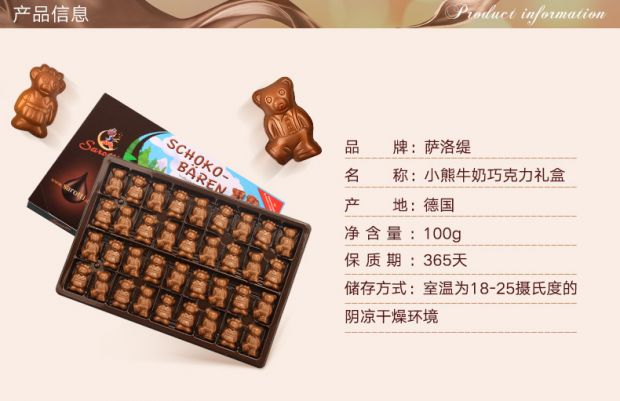 产品信息
Product information
SCHOKO-
BÄREN
品 牌：萨洛缇
名 称：小熊牛奶巧克力礼盒
产 地：德国
净 含 量：100g
保 质 期：365天
储存方式：室温为18-25摄氏度的
阴凉干燥环境